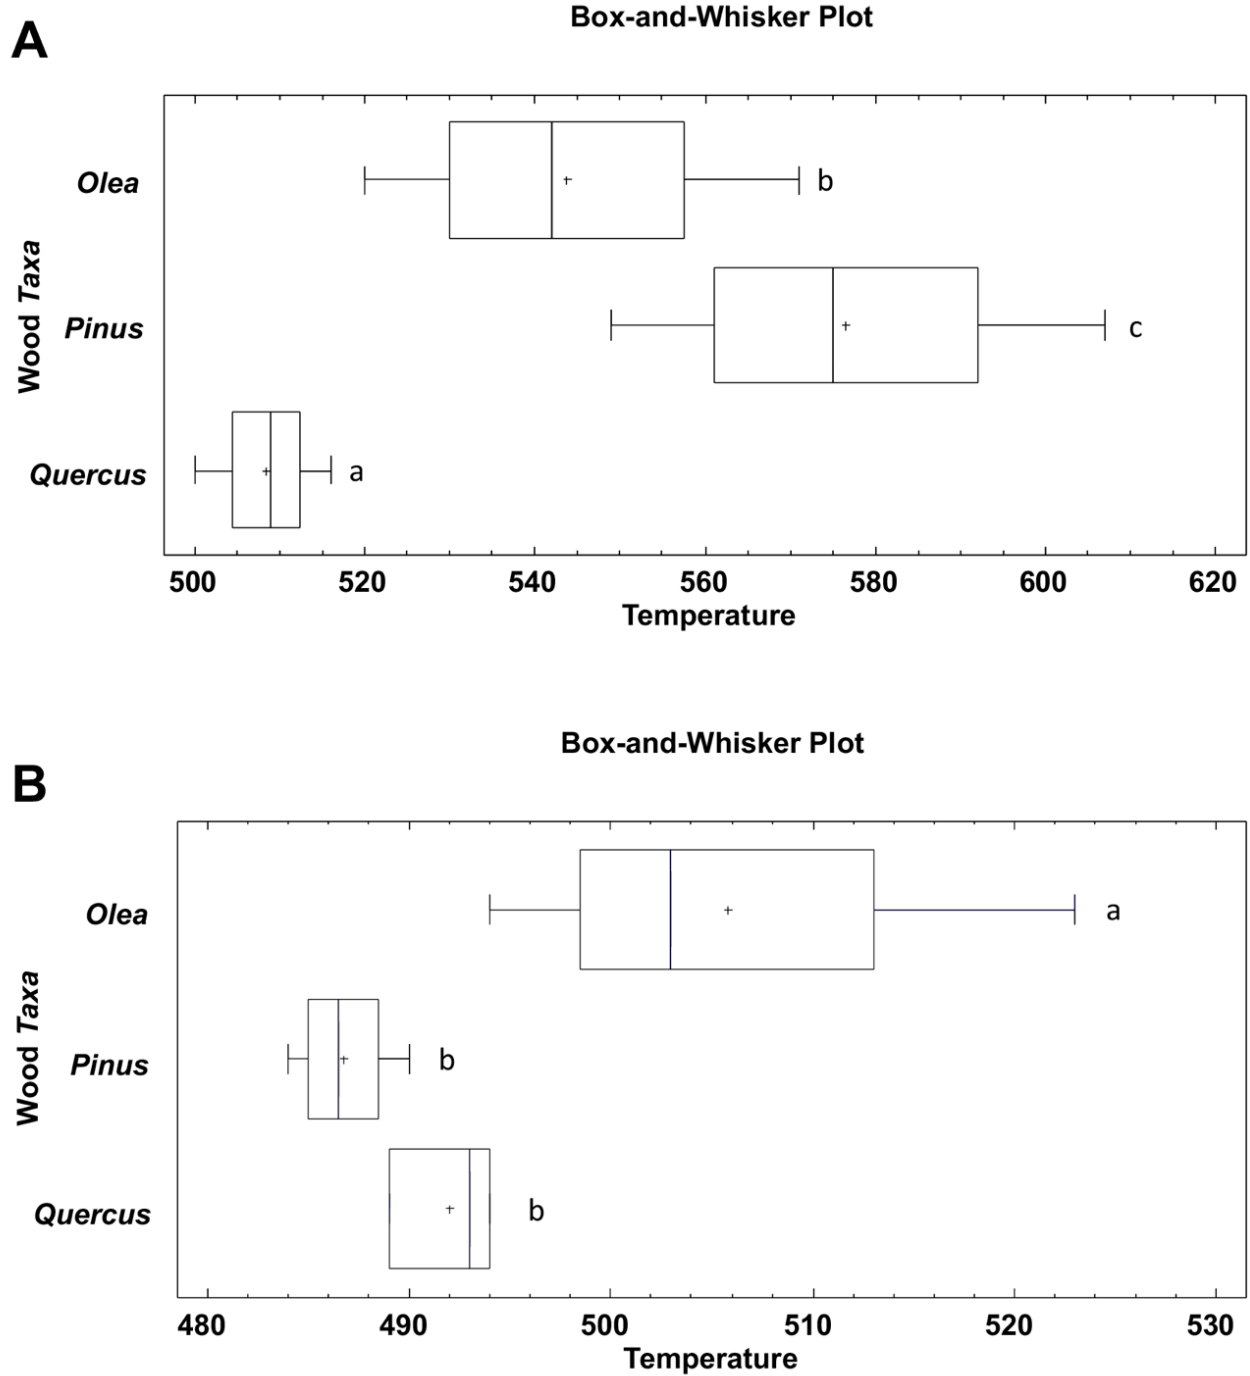 A
Box-and-Whisker Plot
Olea
b
Wood Taxa
Pinus
c
Quercus
a
500 520 540 560 580 600 620
Temperature
Box-and-Whisker Plot
B
Olea
a
Wood Taxa
Pinus
b
Quercus
b
480 490 500 510 520 530
Temperature